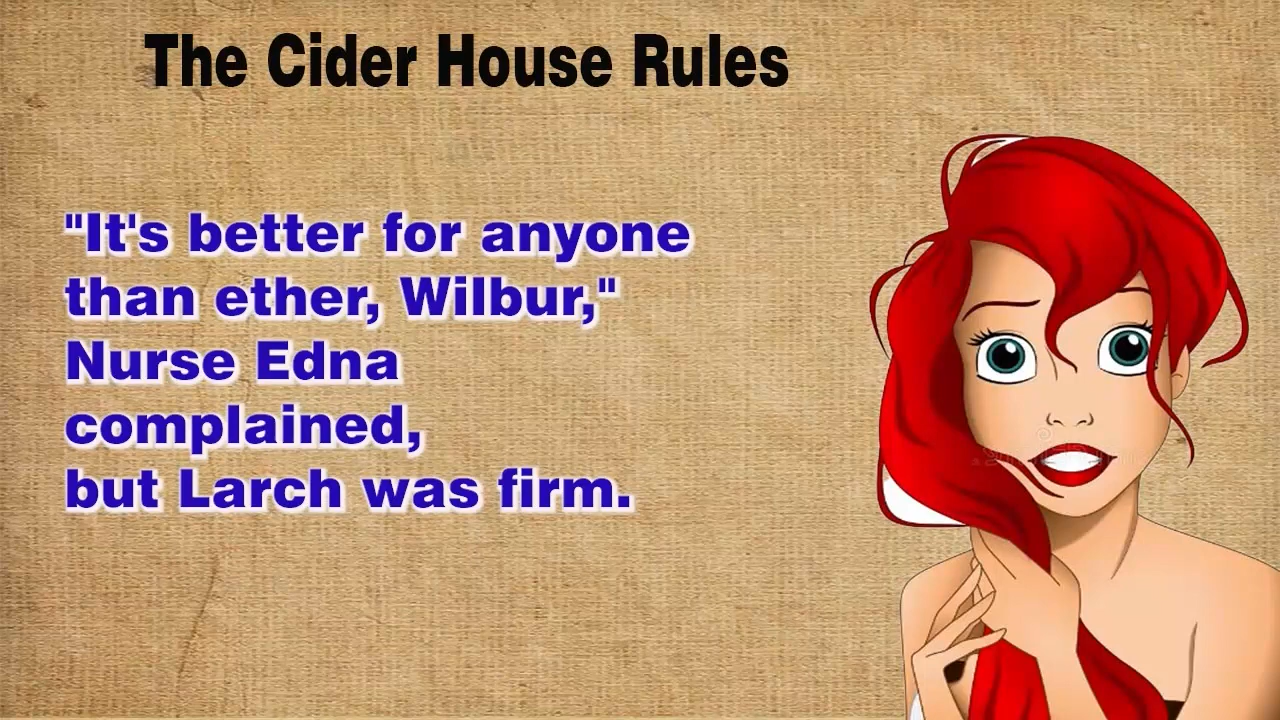 The Cider House Rules
"It's better for anyone
than ether, Wilbur,"
Nurse Edna
complained,
but Larch was firm.